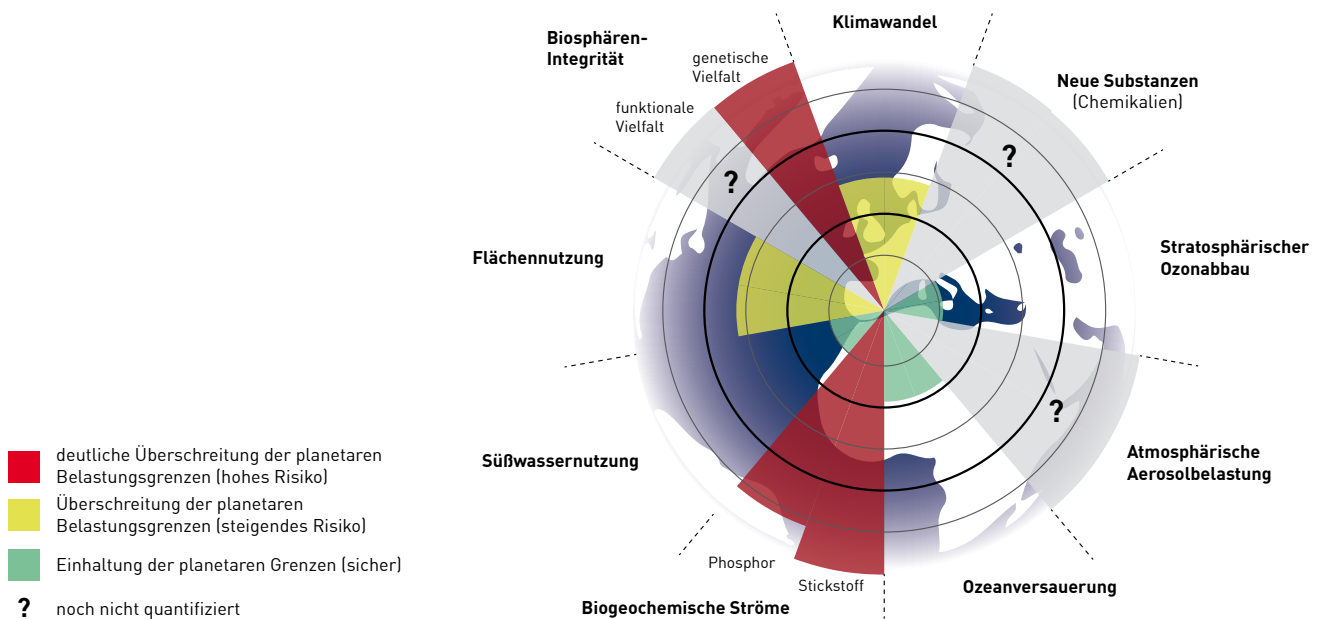 Klimawandel
Biosphären-
Integrität
genetische
Vielfalt
funktionale
Vielfalt
Neue Substanzen
(Chemikalien)
?
?
Flächennutzung
Stratosphärischer
Ozonabbau
?
Süßwassernutzung
Atmosphärische
Aerosolbelastung
Phosphor
Stickstoff
Biogeochemische Ströme
Ozeanversauerung
deutliche Überschreitung der planetaren
Belastungsgrenzen (hohes Risiko)
Überschreitung der planetaren
Belastungsgrenzen (steigendes Risiko)
Einhaltung der planetaren Grenzen (sicher)
? noch nicht quantifiziert